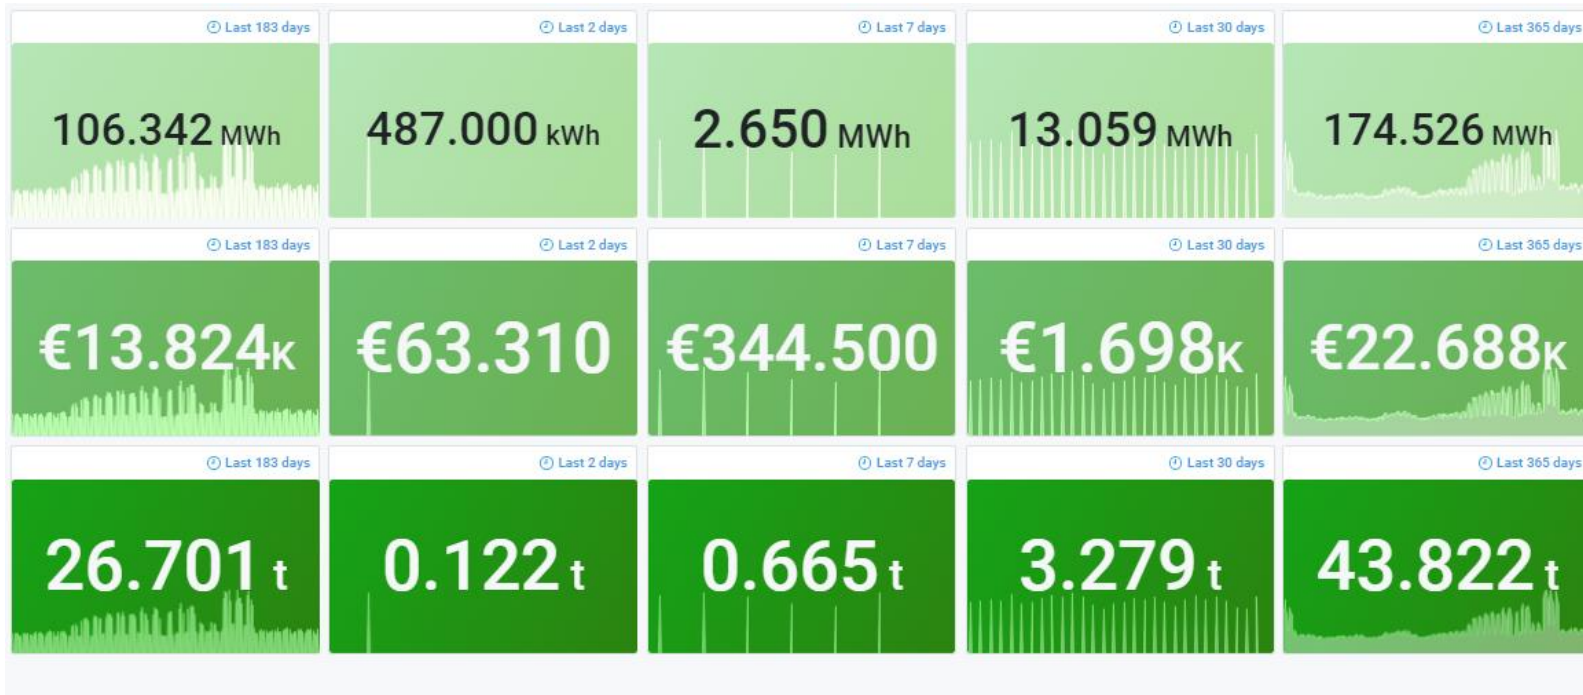 Last 183 days
Last 2 days
Last 7 days
Last 30 days
Last 365 days
106.342 MWh
487.000 kWh
2.650 MWh
13.059 MWh
174.526 MWh
Last 183 days
Last 2 days
Last 7 days
Last 30 days
Last 365 days
€13.824K
€63.310
€344.500
€1.698K
€22.688K
Last 183 days
Last 2 days
Last 7 days
Last 30 days
Last 365 days
26.701 t
0.122 t
0.665 t
3.279 t
43.822 t